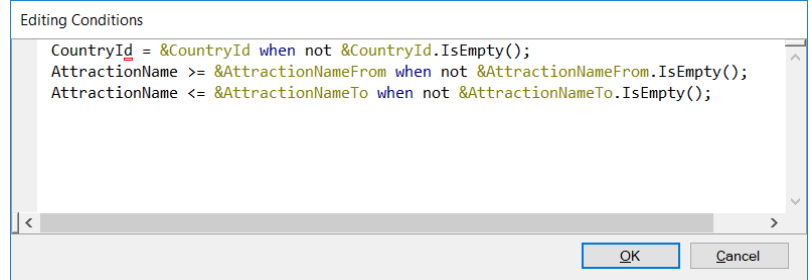 Editing Conditions
CountryId = &CountryId when not &CountryId.IsEmpty();
AttractionName >= &AttractionNameFrom when not &AttractionNameFrom.IsEmpty();
AttractionName <= &AttractionNameTo when not &AttractionNameTo.IsEmpty();
OK Cancel